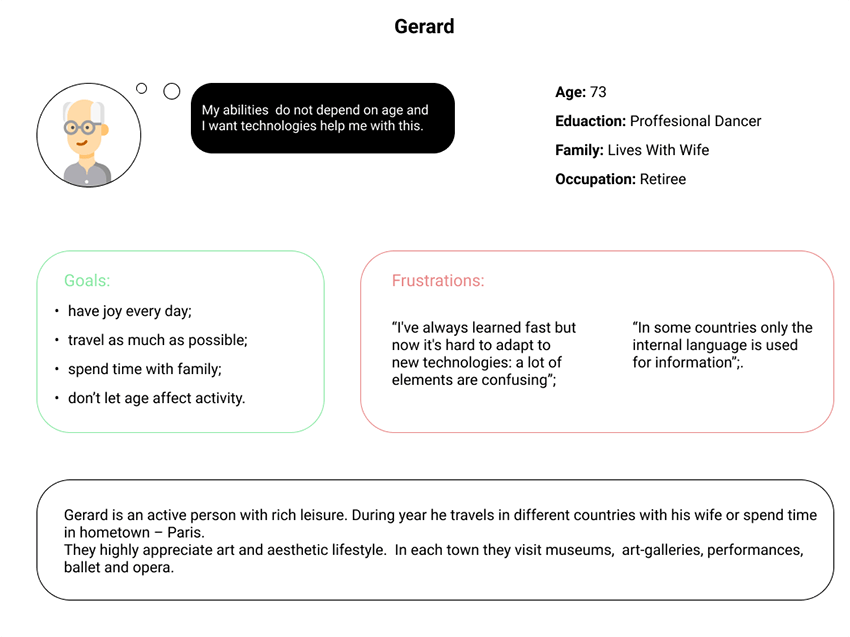 Gerard
My abilities  do not depend on age and
I want technologies help me with this.
Age: 73
Eduaction: Proffesional Dancer
Family: Lives With Wife
Occupation: Retiree
Goals:
• have joy every day;
• travel as much as possible;
• spend time with family;
• don’t let age affect activity.
Frustrations:
“I've always learned fast but
now it's hard to adapt to
new technologies: a lot of
elements are confusing”;
“In some countries only the
internal language is used
for information”;.
Gerard is an active person with rich leisure. During year he travels in different countries with his wife or spend time
in hometown – Paris.
They highly appreciate art and aesthetic lifestyle.  In each town they visit museums,  art-galleries, performances,
ballet and opera.